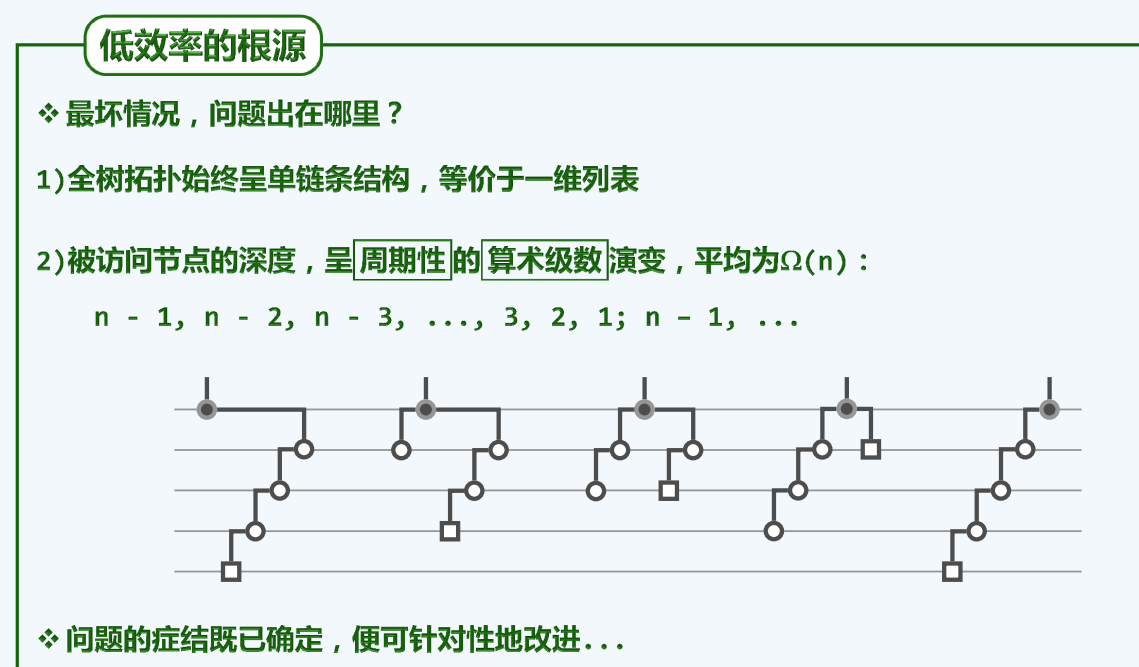 低效率的根源
❖ 最坏情况，问题出在哪里？
1)全树拓扑始终呈单链条结构，等价于一维列表
2)被访问节点的深度，呈周期性的算术级数演变，平均为Ω(n)：
n - 1, n - 2, n - 3, ..., 3, 2, 1; n – 1, ...
❖ 问题的症结既已确定，便可针对性地改进...